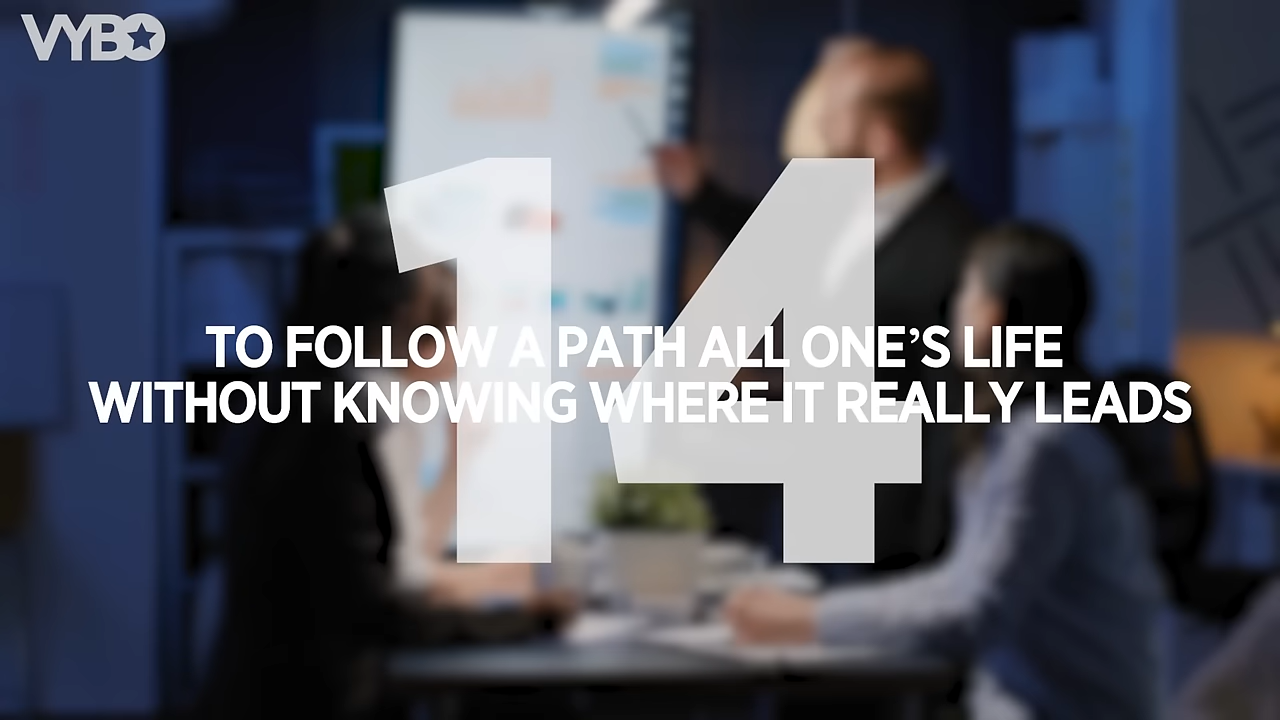 VYBO
14
TO FOLLOW A PATH ALL ONE’S LIFE
WITHOUT KNOWING WHERE IT REALLY LEADS